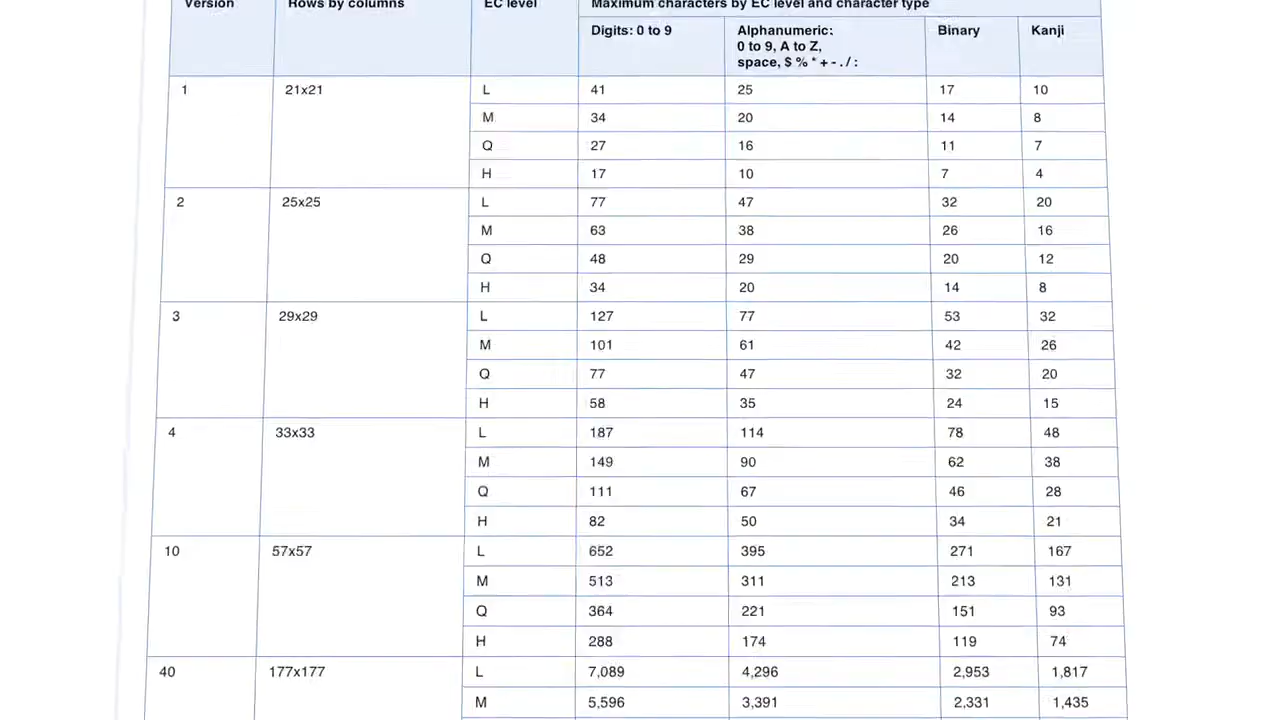 Version Rows by columns EC level Maximum characters by EC level and character type
Digits: 0 to 9 Alphanumeric: Binary Kanji
0 to 9, A to Z,
space, $ % * + - . / :
1 21x21 L 41 25 17 10
M 34 20 14 8
Q 27 16 11 7
H 17 10 7 4
2 25x25 L 77 47 32 20
M 63 38 26 16
Q 48 29 20 12
H 34 20 14 8
3 29x29 L 127 77 53 32
M 101 61 42 26
Q 77 47 32 20
H 58 35 24 15
4 33x33 L 187 114 78 48
M 149 90 62 38
Q 111 67 46 28
H 82 50 34 21
10 57x57 L 652 395 271 167
M 513 311 213 131
Q 364 221 151 93
H 288 174 119 74
40 177x177 L 7,089 4,296 2,953 1,817
M 5,596 3,391 2,331 1,435